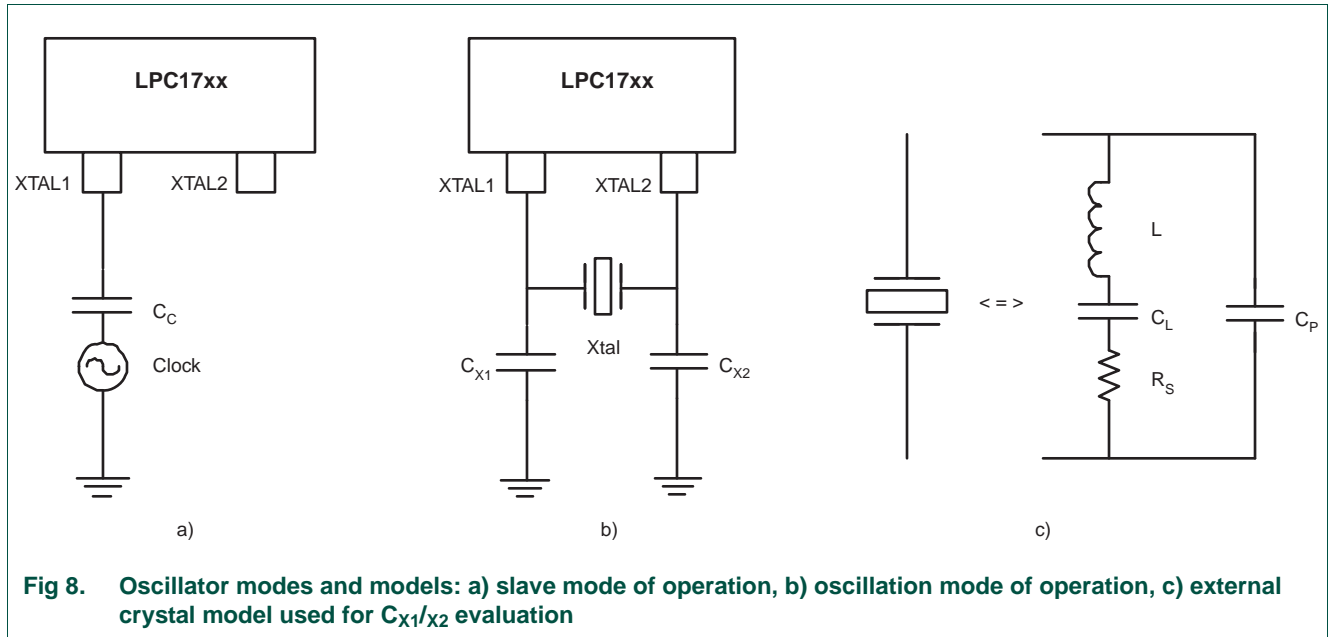 LPC17xx
XTAL1
XTAL2
C_C
Clock
a)
LPC17xx
XTAL1
XTAL2
Xtal
C_X1
C_X2
b)
< = >
L
C_L
R_S
C_P
c)
Fig 8. Oscillator modes and models: a) slave mode of operation, b) oscillation mode of operation, c) external
crystal model used for C_X1/X2 evaluation